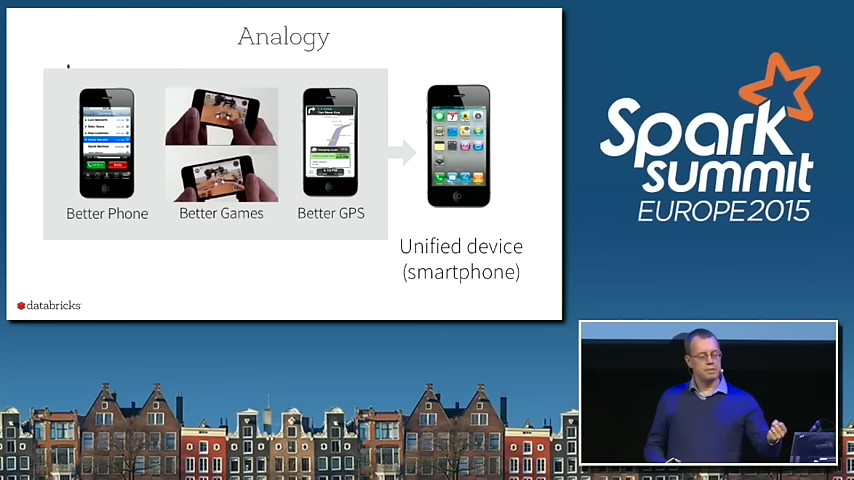 Analogy
Better Phone
Better Games
Better GPS
Unified device
(smartphone)
databricks
Spark
summit
EUROPE 2015